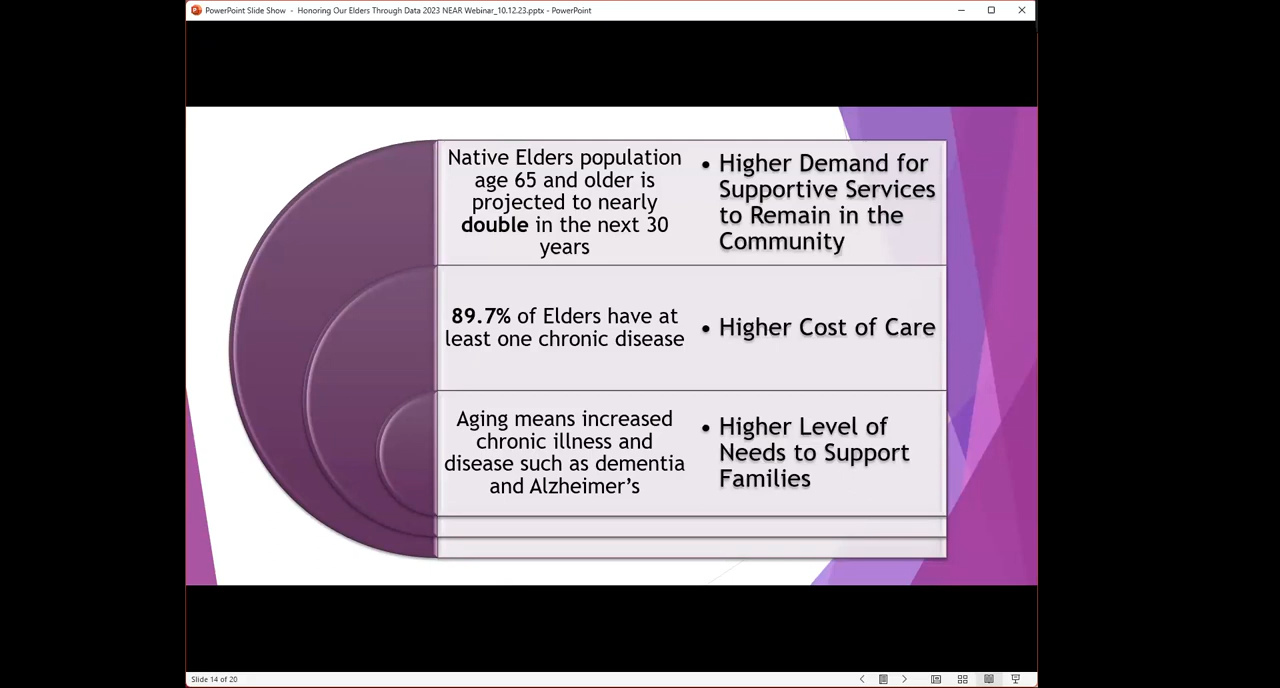 PowerPoint Slide Show - Honoring Our Elders Through Data 2023 NEAR Webinar_10.12.23.pptx - PowerPoint
Native Elders population
age 65 and older is
projected to nearly
double in the next 30
years
• Higher Demand for
Supportive Services
to Remain in the
Community
89.7% of Elders have at
least one chronic disease
• Higher Cost of Care
Aging means increased
chronic illness and
disease such as dementia
and Alzheimer’s
• Higher Level of
Needs to Support
Families
Slide 14 of 20